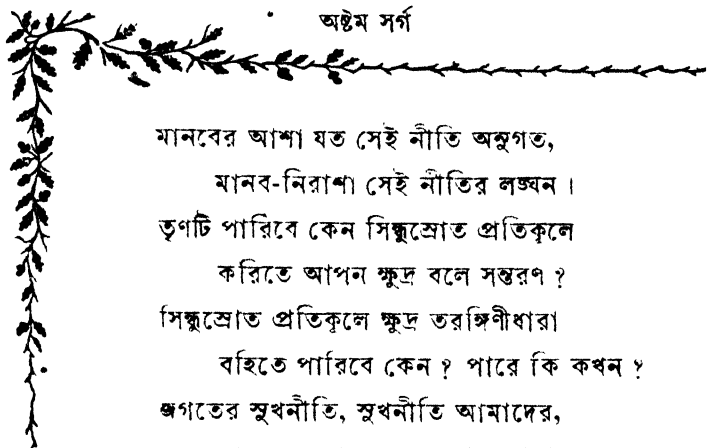 অষ্টম সর্গ
মানবের আশা যত সেই নীতি অনুগত,
মানব-নিরাশা সেই নীতির লঙ্ঘন ।
তৃণটি পারিবে কেন সিন্ধুস্রোত প্রতিকূলে
করিতে আপন ক্ষুদ্র বলে সন্তরণ ?
সিন্ধুস্রোত প্রতিকূলে ক্ষুদ্র তরঙ্গিণীধারা
বহিতে পারিবে কেন ? পারে কি কখন ?
জগতের সুখনীতি, সুখনীতি আমাদের,